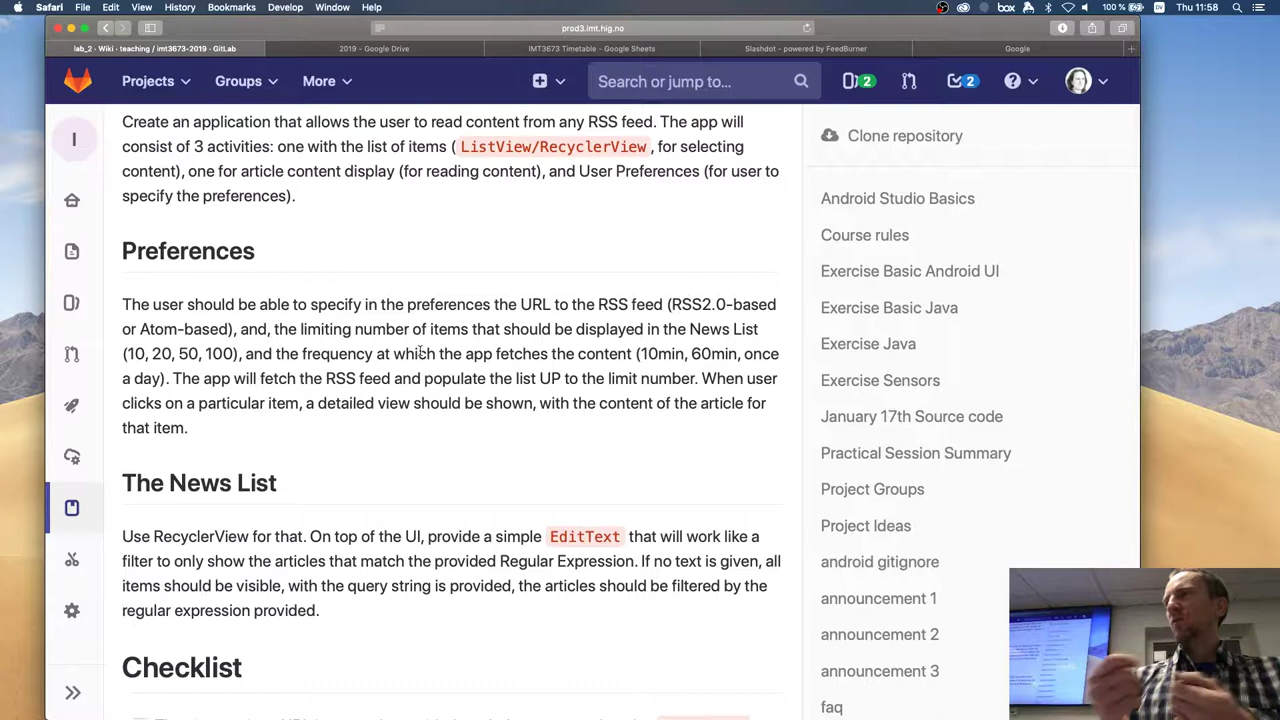 Safari File Edit View History Bookmarks Develop Window Help box 100 % DV Thu 11:58
prod3.imt.hig.no
lab_2 · Wiki · teaching / imt3673-2019 · GitLab 2019 - Google Drive IMT3673 Timetable - Google Sheets Slashdot - powered by FeedBurner Google
Projects Groups More Search or jump to... 2 2
Create an application that allows the user to read content from any RSS feed. The app will
consist of 3 activities: one with the list of items ( ListView/RecyclerView , for selecting
content), one for article content display (for reading content), and User Preferences (for user to
specify the preferences).
Preferences
The user should be able to specify in the preferences the URL to the RSS feed (RSS2.0-based
or Atom-based), and, the limiting number of items that should be displayed in the News List
(10, 20, 50, 100), and the frequency at which the app fetches the content (10min, 60min, once
a day). The app will fetch the RSS feed and populate the list UP to the limit number. When user
clicks on a particular item, a detailed view should be shown, with the content of the article for
that item.
The News List
Use RecyclerView for that. On top of the UI, provide a simple EditText that will work like a
filter to only show the articles that match the provided Regular Expression. If no text is given, all
items should be visible, with the query string is provided, the articles should be filtered by the
regular expression provided.
Checklist
I
Clone repository
Android Studio Basics
Course rules
Exercise Basic Android UI
Exercise Basic Java
Exercise Java
Exercise Sensors
January 17th Source code
Practical Session Summary
Project Groups
Project Ideas
android gitignore
announcement 1
announcement 2
announcement 3
faq